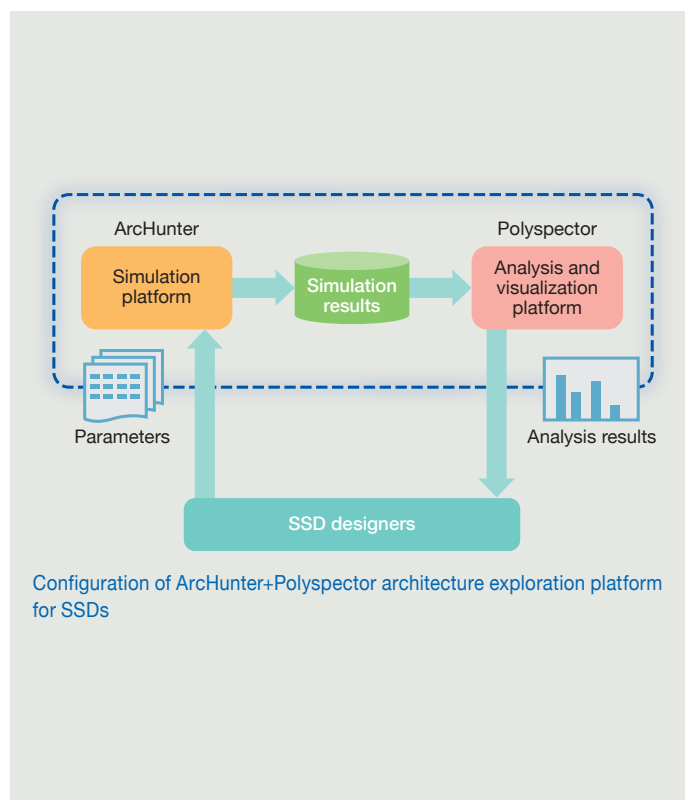 ArcHunter
Polyspector
Simulation
platform
Simulation
results
Analysis and
visualization
platform
Parameters
Analysis results
SSD designers
Configuration of ArcHunter+Polyspector architecture exploration platform
for SSDs